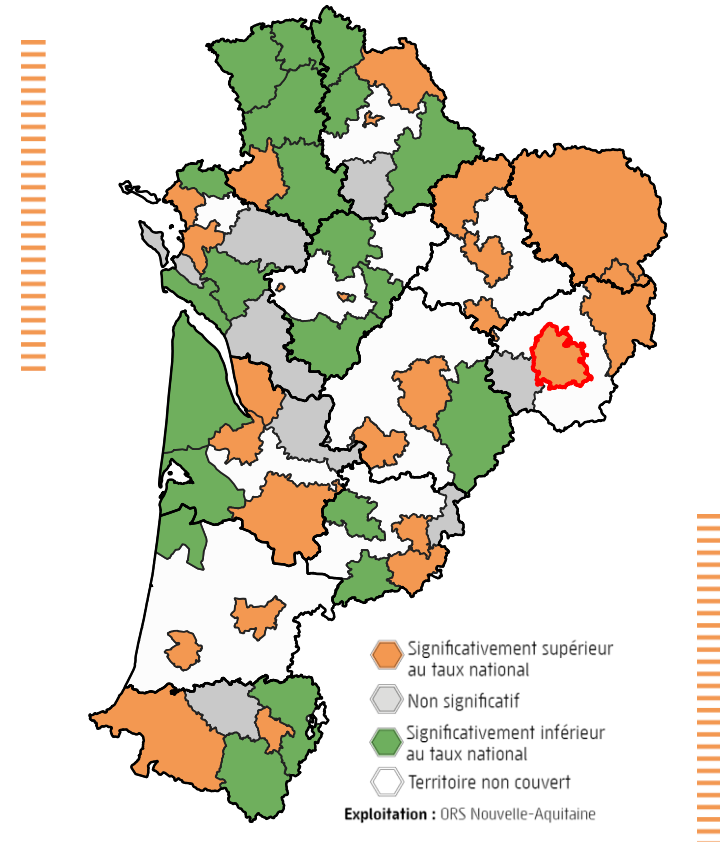 Significativement supérieur
au taux national
Non significatif
Significativement inférieur
au taux national
Territoire non couvert
Exploitation : ORS Nouvelle-Aquitaine